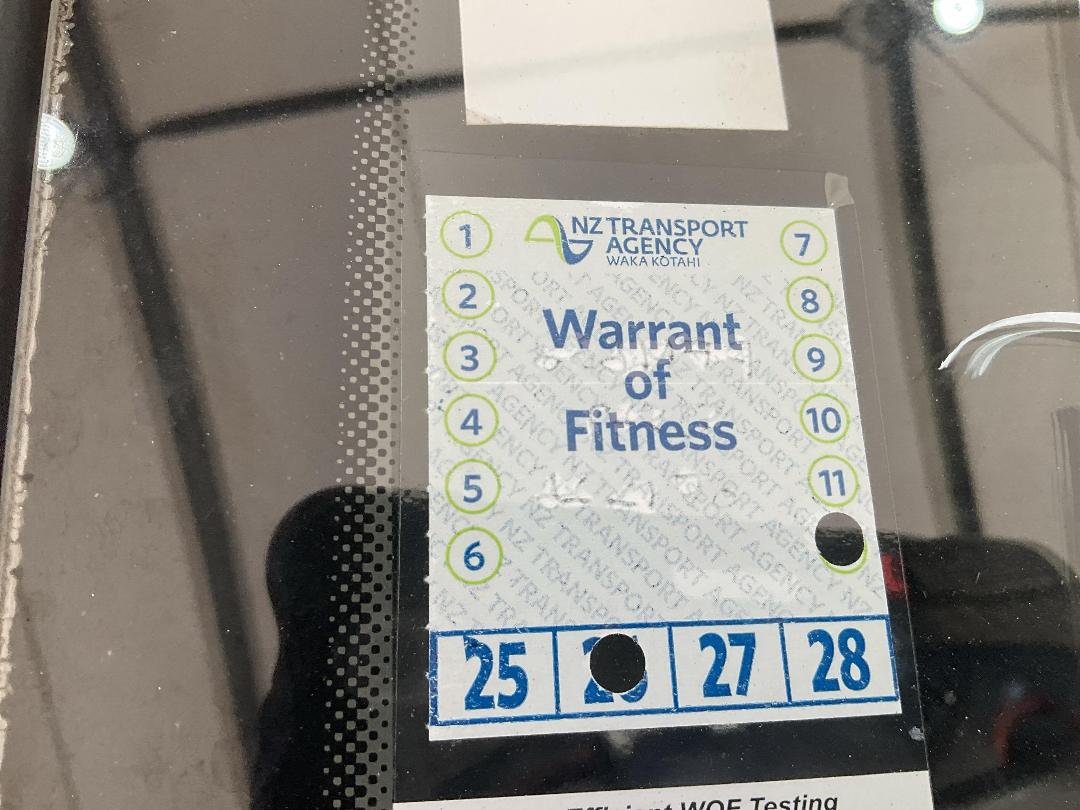 NZ TRANSPORT
AGENCY
WAKA KOTAHI
1
2
3
4
5
6
7
8
9
10
11
Warrant
of
Fitness
25
27
28
Efficient WOF Testing